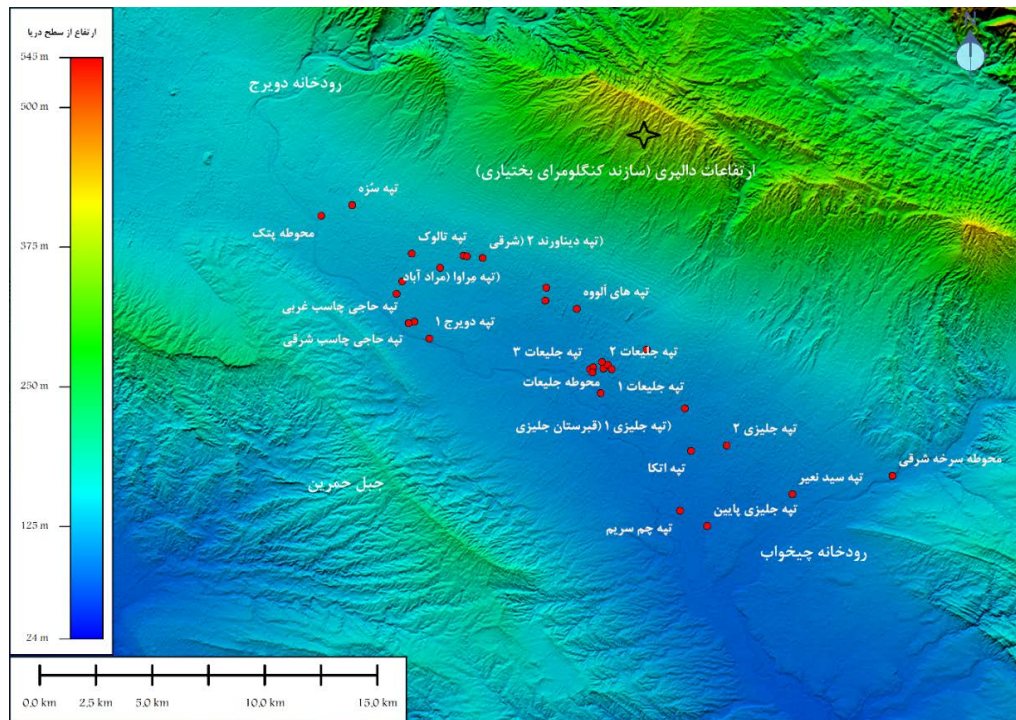 N
ارتفاع از سطح دریا
545 m
500 m
375 m
250 m
125 m
24 m
رودخانه دویرج
ارتفاعات دالپری (سازند کنگلومرای بختیاری)
تپه سُزه
محوطه پتک
تپه تالوک
تپه دیناورند ۲ (شرقی)
تپه مِراوا (مُراد آباد)
تپه های آلووه
تپه حاجی چاسب غربی
تپه دویرج ۱
تپه حاجی چاسب شرقی
تپه جلیعات ۳
تپه جلیعات ۲
محوطه جلیعات
تپه جلیعات ۱
تپه جلیزی ۱ (قبرستان جلیزی)
تپه جلیزی ۲
تپه اتکا
محوطه سرخه شرقی
جبل حمرین
تپه سید نعیر
تپه چم سریم
تپه جلیزی پایین
رودخانه چیخواب
0,0 km
2,5 km
5,0 km
10,0 km
15,0 km